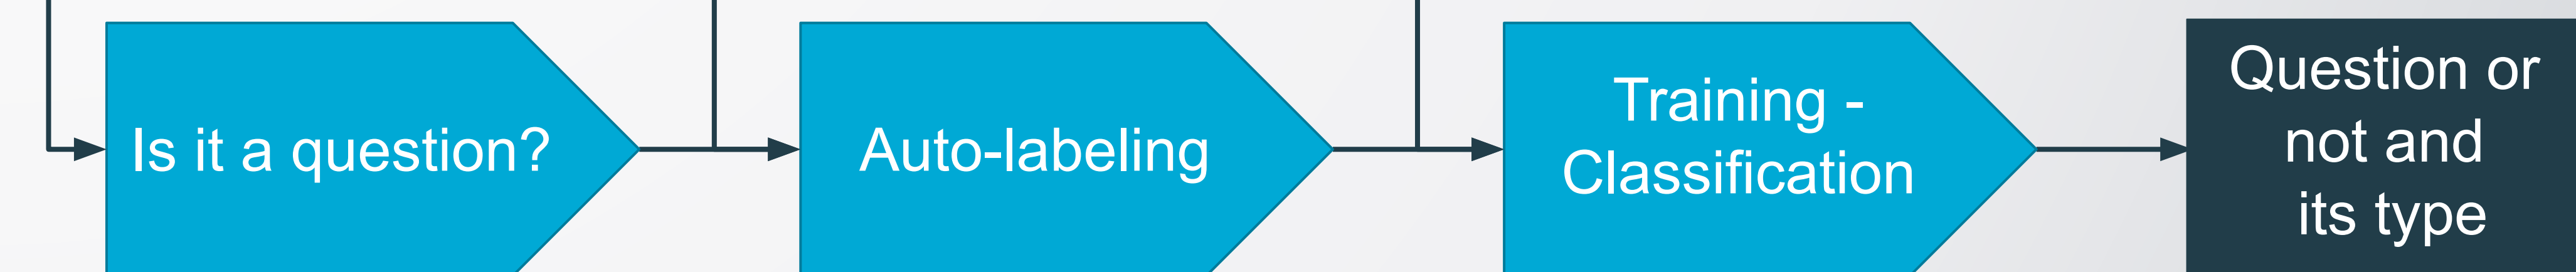 Is it a question?
Auto-labeling
Training -
Classification
Question or
not and
its type